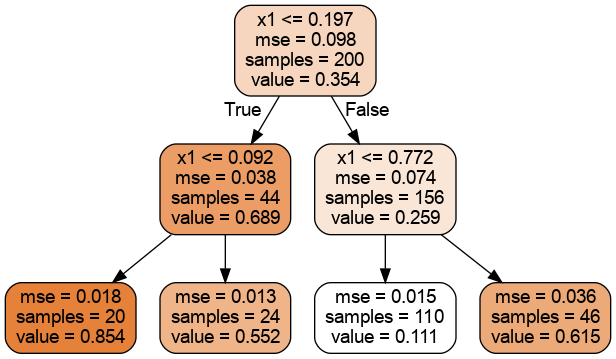 x1 <= 0.197
mse = 0.098
samples = 200
value = 0.354
True
False
x1 <= 0.092
mse = 0.038
samples = 44
value = 0.689
x1 <= 0.772
mse = 0.074
samples = 156
value = 0.259
mse = 0.018
samples = 20
value = 0.854
mse = 0.013
samples = 24
value = 0.552
mse = 0.015
samples = 110
value = 0.111
mse = 0.036
samples = 46
value = 0.615